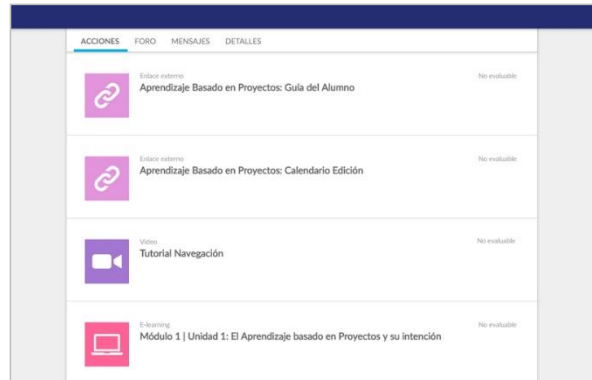 ACCIONES FORO MENSAJES DETALLES
Enlace externo
No evaluable
Aprendizaje Basado en Proyectos: Guía del Alumno
Enlace externo
No evaluable
Aprendizaje Basado en Proyectos: Calendario Edición
Vídeo
No evaluable
Tutorial Navegación
E-learning
No evaluable
Módulo 1 | Unidad 1: El Aprendizaje basado en Proyectos y su intención